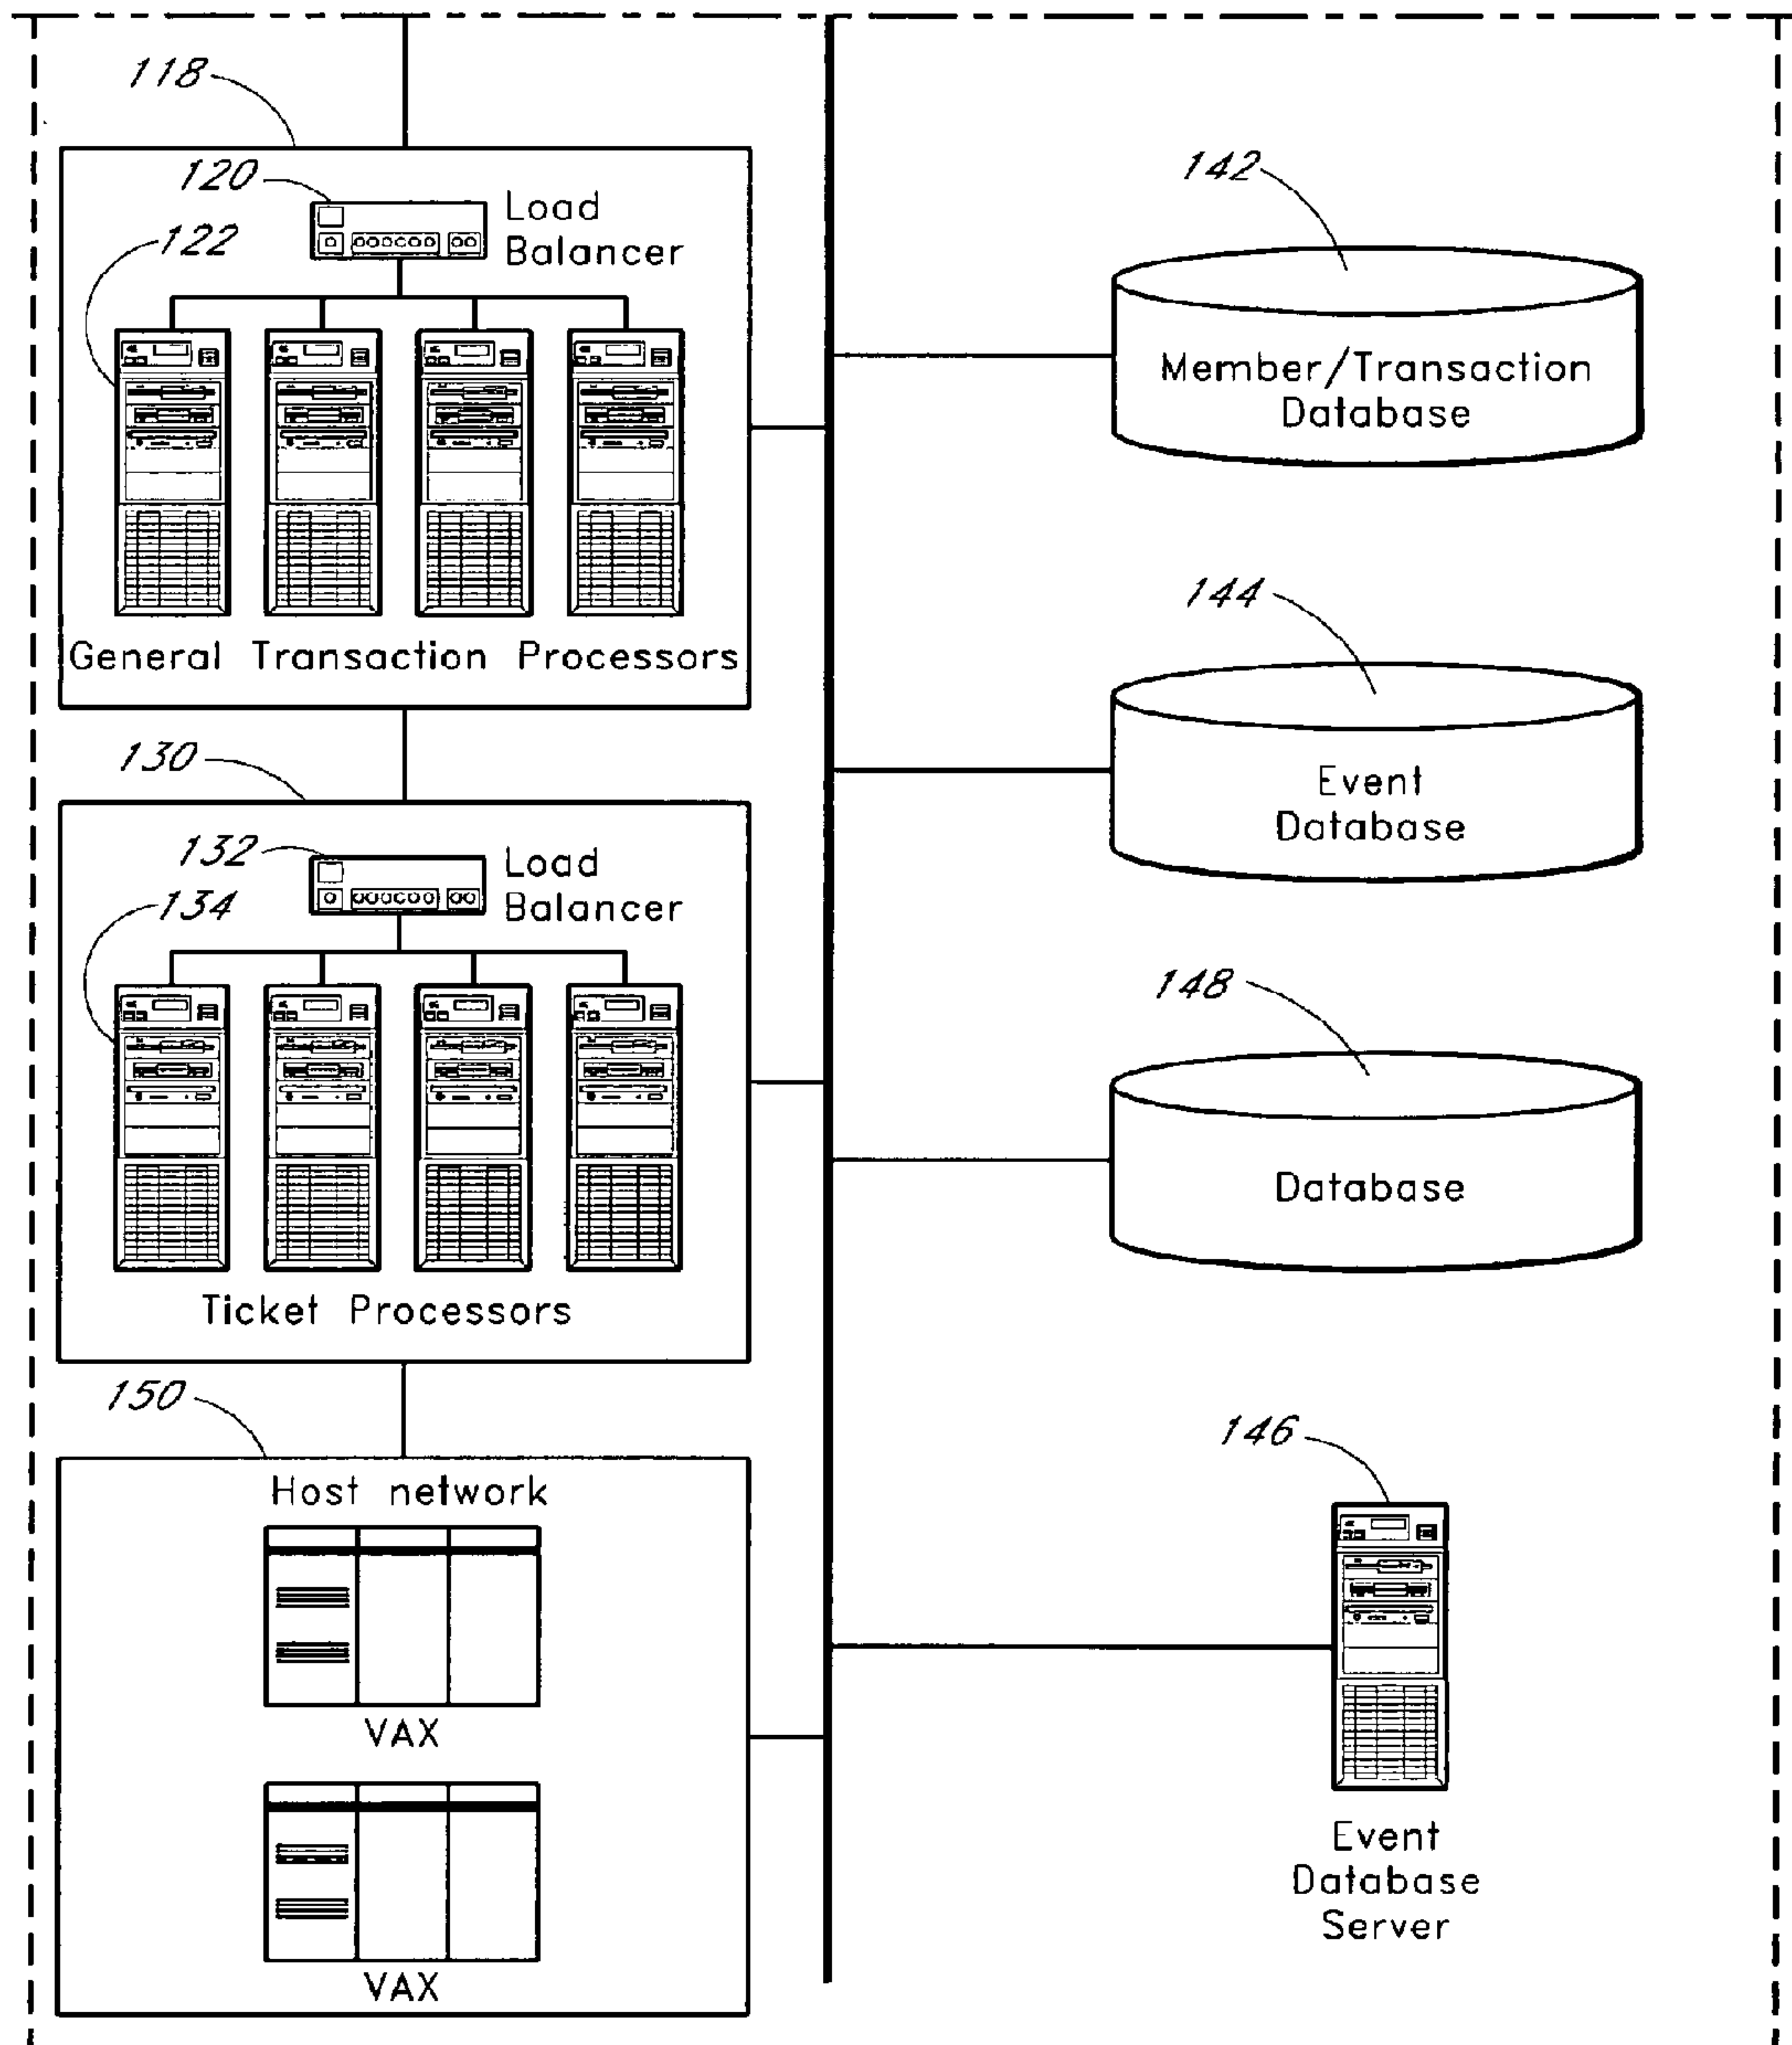 118
120
Load
Balancer
122
General Transaction Processors
130
132
Load
Balancer
134
Ticket Processors
150
Host network
VAX
VAX
142
Member/Transaction
Database
144
Event
Database
148
Database
146
Event
Database
Server